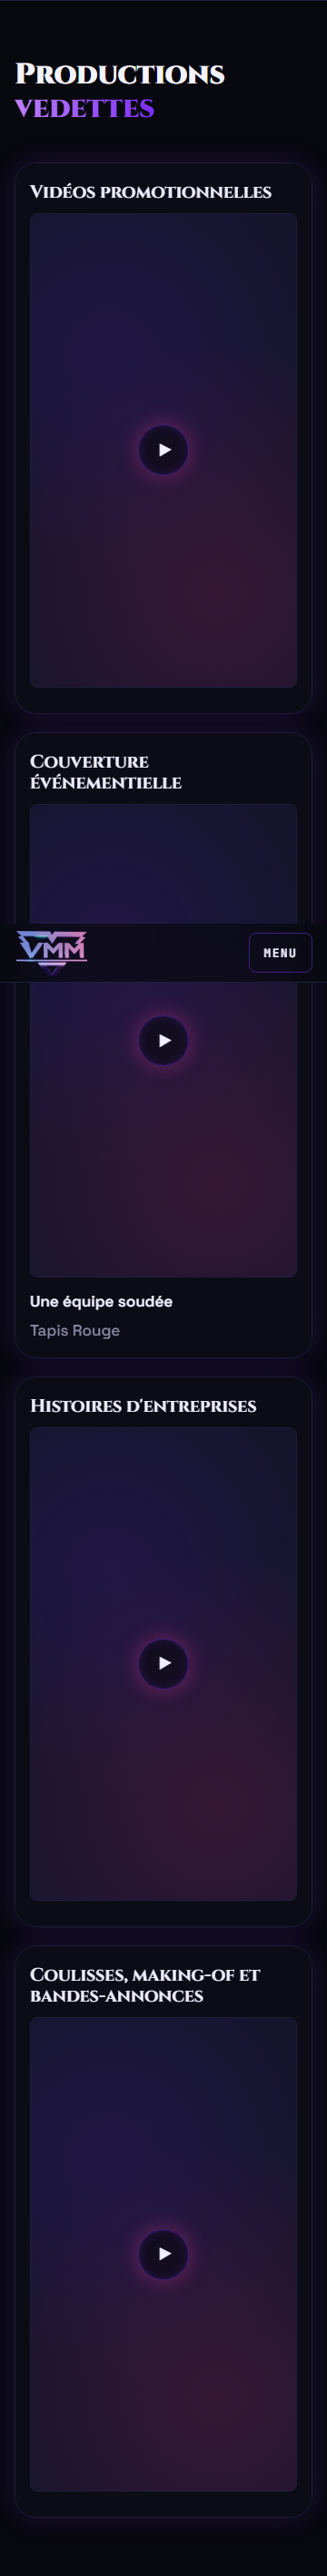 Productions
vedettes
Vidéos promotionnelles
Couverture
événementielle
VMM
MENU
Une équipe soudée
Tapis Rouge
Histoires d'entreprises
Coulisses, making-of et
bandes-annonces